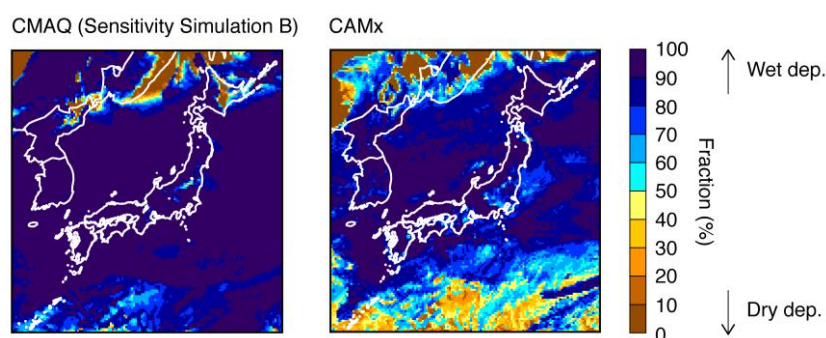 CMAQ (Sensitivity Simulation B)
CAMx
100
90
80
70
60
50
40
30
20
10
0
Fraction (%)
Wet dep.
Dry dep.